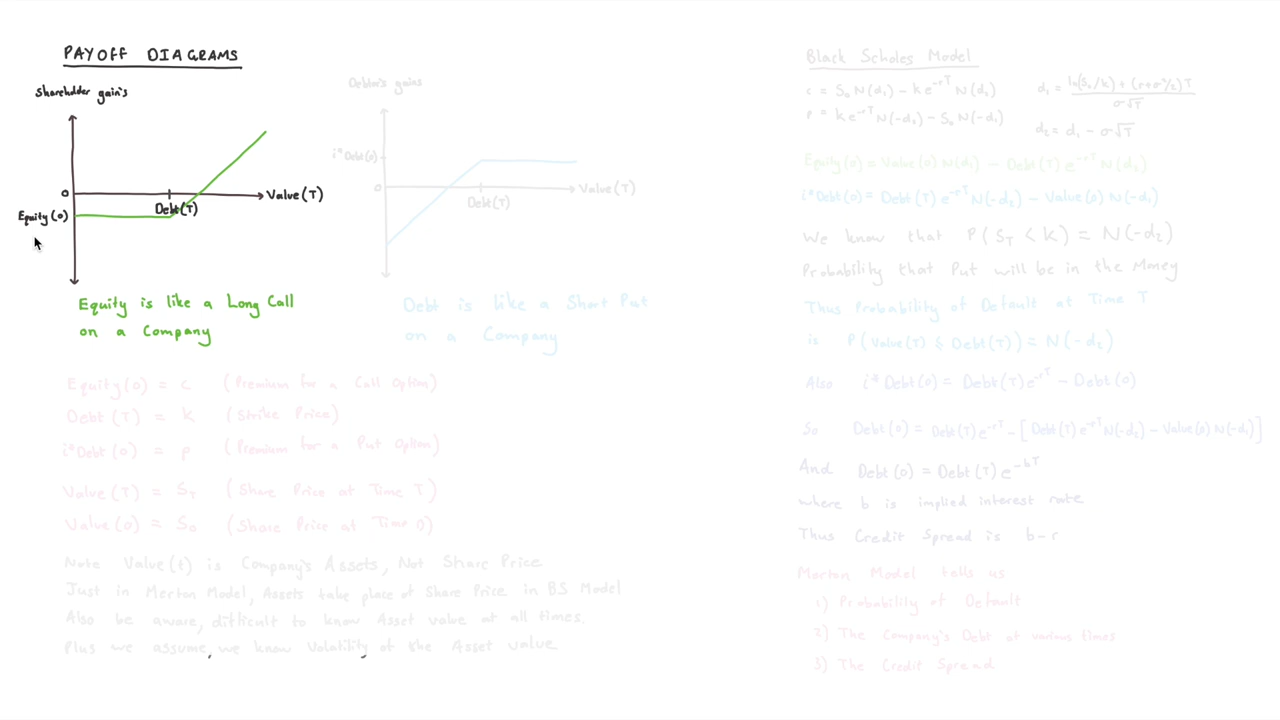 PAYOFF DIAGRAMS
Shareholder gain's
0
Equity (0)
Debt(T)
Value (T)
Equity is like a Long Call
on a Company
Debtor's gains
i*Debt(0)
0
Debt(T)
Value (T)
Debt is like a Short Put
on a Company
Equity (0) = c (Premium for a Call Option)
Debt (T) = K (Strike Price)
i*Debt (0) = p (Premium for a Put Option)
Value (T) = S_T (Share Price at Time T)
Value (0) = S_0 (Share Price at Time 0)
Note Value (t) is Company's Assets, Not Share Price
Just in Merton Model, Assets take place of Share Price in BS Model
Also be aware, difficult to know Asset value at all times.
Plus we assume, we know Volatility of the Asset value
Black Scholes Model
c = S_0 N(d_1) - Ke^{-rT} N(d_2)
p = Ke^{-rT} N(-d_2) - S_0 N(-d_1)
d_1 = (ln(S_0/K) + (r+σ²/2) T) / σ√T
d_2 = d_1 - σ√T
Equity(0) = Value(0) N(d_1) - Debt(T) e^{-rT} N(d_2)
i*Debt(0) = Debt(T) e^{-rT} N(-d_2) - Value(0) N(-d_1)
We know that P(S_T < K) = N(-d_2)
Probability that Put will be in the Money
Thus Probability of Default at Time T
is P(Value(T) ≤ Debt(T)) = N(-d_2)
Also i*Debt(0) = Debt(T) e^{-rT} - Debt(0)
So Debt(0) = Debt(T) e^{-rT} - [Debt(T) e^{-rT} N(-d_2) - Value(0) N(-d_1)]
And Debt (0) = Debt(T) e^{-bT}
where b is implied interest rate
Thus Credit Spread is b-r
Merton Model tells us
1) Probability of Default
2) The Company's Debt at various times
3) The Credit Spread